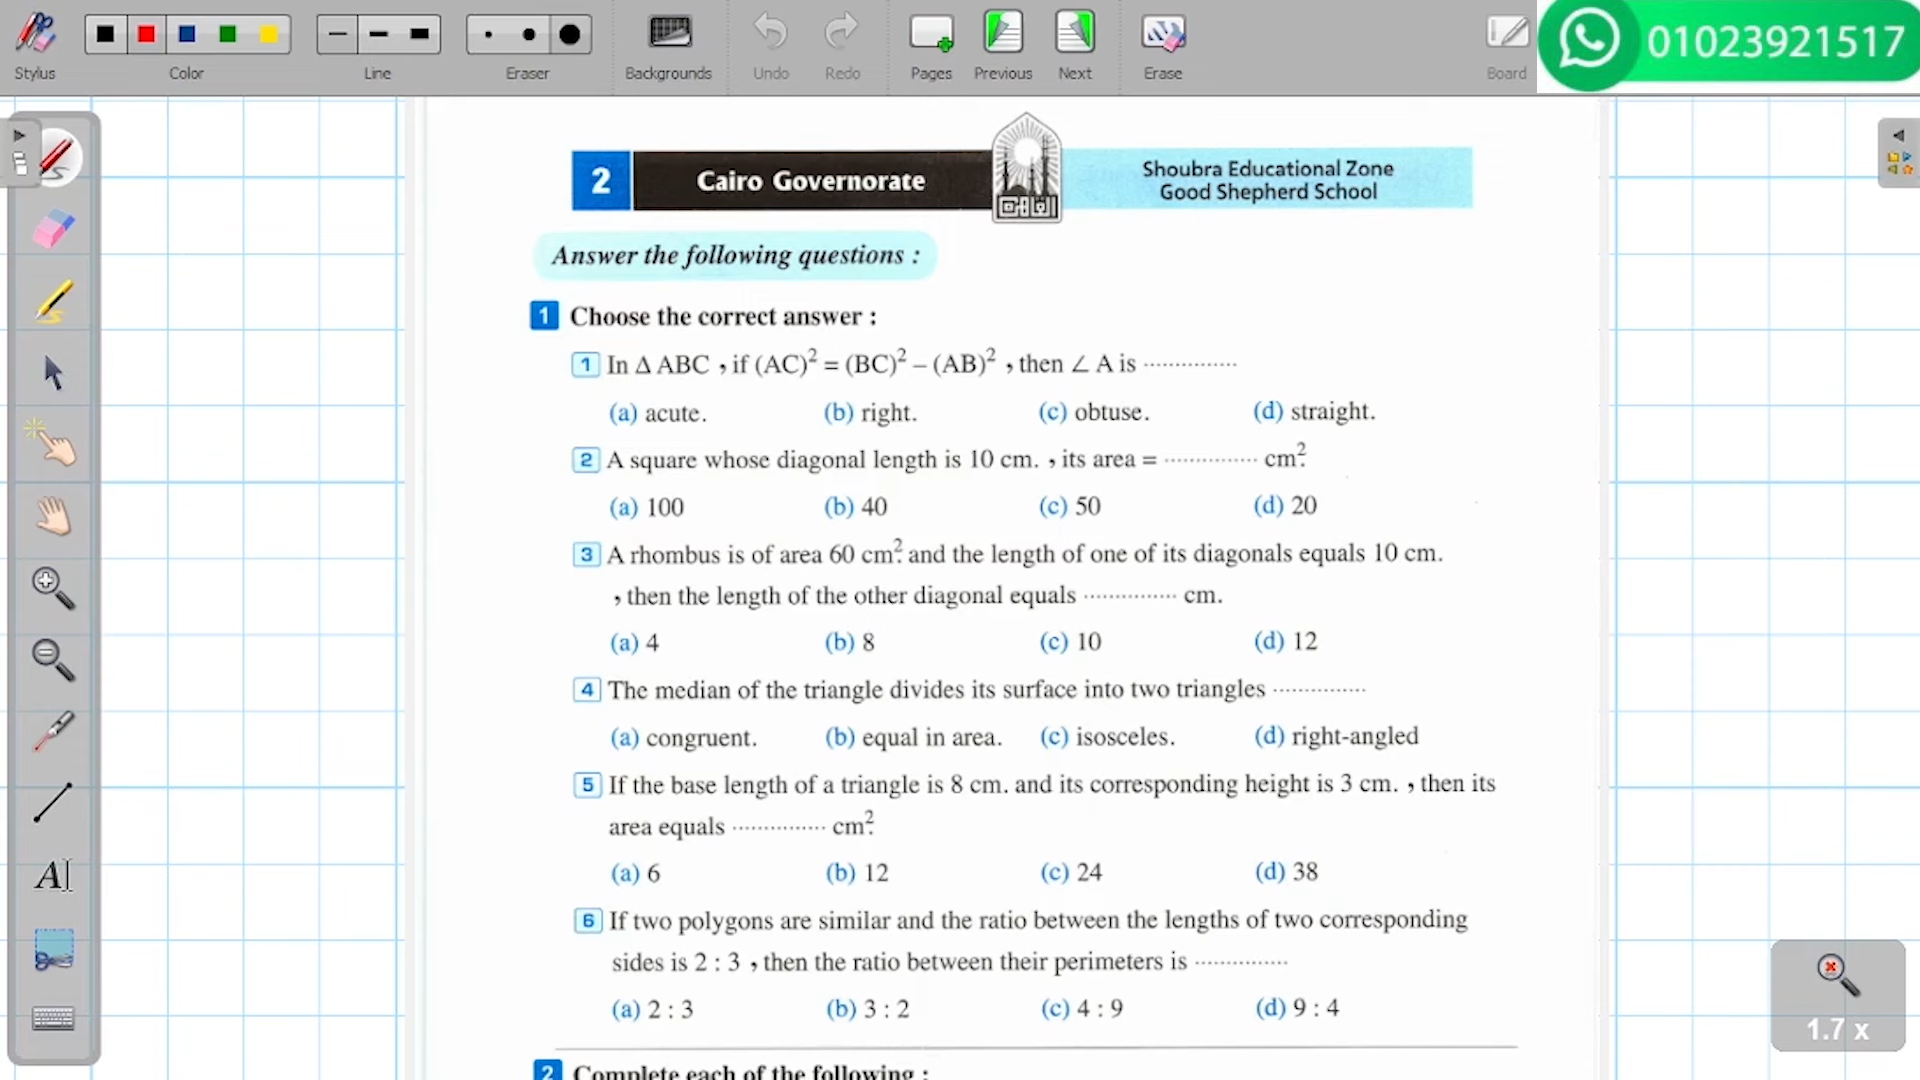 Stylus
Color
Line
Eraser
Backgrounds
Undo
Redo
Pages
Previous
Next
Erase
Board
01023921517
2 Cairo Governorate
Shoubra Educational Zone
Good Shepherd School
Answer the following questions :
1 Choose the correct answer :
1 In Δ ABC , if (AC)² = (BC)² – (AB)² , then ∠ A is ..............
(a) acute. (b) right. (c) obtuse. (d) straight.
2 A square whose diagonal length is 10 cm. , its area = .............. cm².
(a) 100 (b) 40 (c) 50 (d) 20
3 A rhombus is of area 60 cm². and the length of one of its diagonals equals 10 cm.
, then the length of the other diagonal equals .............. cm.
(a) 4 (b) 8 (c) 10 (d) 12
4 The median of the triangle divides its surface into two triangles ..............
(a) congruent. (b) equal in area. (c) isosceles. (d) right-angled
5 If the base length of a triangle is 8 cm. and its corresponding height is 3 cm. , then its
area equals .............. cm².
(a) 6 (b) 12 (c) 24 (d) 38
6 If two polygons are similar and the ratio between the lengths of two corresponding
sides is 2 : 3 , then the ratio between their perimeters is ..............
(a) 2 : 3 (b) 3 : 2 (c) 4 : 9 (d) 9 : 4
2 Complete each of the following :
1.7 x